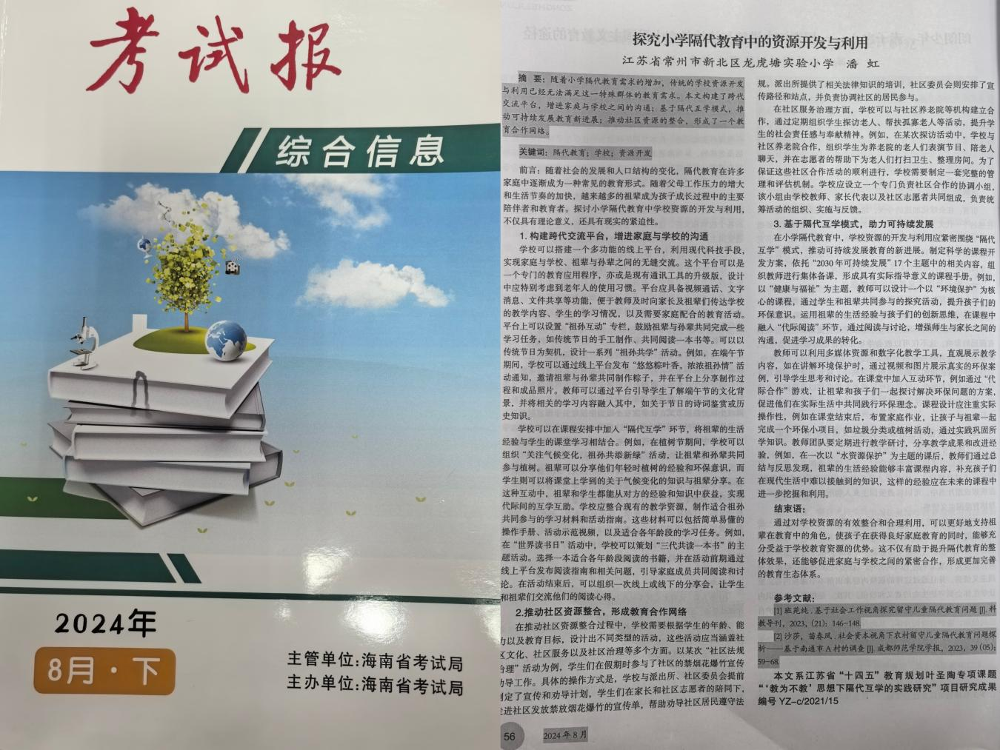 考试报
综合信息
2024年
8月·下
主管单位:海南省考试局
主办单位:海南省考试局
探究小学隔代教育中的资源开发与利用
江苏省常州市新北区龙虎塘实验小学 潘 虹
摘 要：随着小学隔代教育需求的增加，传统的学校资源开发
与利用已经无法满足这一特殊群体的教育需求。本文构建了跨代
交流平台，增进家庭与学校之间的沟通；基于隔代互学模式，推
动可持续发展教育新进展；推动社区资源的整合，形成了一个教
育合作网络。
关键词：隔代教育；学校；资源开发
前言：随着社会的发展和人口结构的变化，隔代教育在许多
家庭中逐渐成为一种常见的教育形式。随着父母工作压力的增大
和生活节奏的加快，越来越多的祖辈成为孩子成长过程中的主要
陪伴者和教育者。探讨小学隔代教育中学校资源的开发与利用，
不仅具有理论意义，还具有现实的紧迫性。
1. 构建跨代交流平台，增进家庭与学校的沟通
学校可以搭建一个多功能的线上平台，利用现代科技手段，
实现家庭与学校、祖辈与孙辈之间的无缝交流。这个平台可以是
一个专门的教育应用程序，亦或是现有通讯工具的升级版，设计
中应特别考虑到老年人的使用习惯。平台应具备视频通话、文字
消息、文件共享等功能，便于教师及时向家长及祖辈们传达学校
的教学内容、学生的学习情况，以及需要家庭配合的教育活动。
平台上可以设置“祖孙互动”专栏，鼓励祖辈与孙辈共同完成一些
学习任务，如传统节日的手工制作、共同阅读一本书等。可以以
传统节日为契机，设计一系列“祖孙共学”活动。例如，在端午节
期间，学校可以通过线上平台发布“悠悠粽叶香，浓浓祖孙情”活
动通知，邀请祖辈与孙辈共同制作粽子，并在平台上分享制作过
程和成品照片。教师可以通过平台引导学生了解端午节的文化背
景，并将相关的学习内容融入其中，如关于节日的诗词鉴赏或历
史知识。
学校可以在课程安排中加入“隔代互学”环节，将祖辈的生活
经验与学生的课堂学习相结合。例如，在植树节期间，学校可以
组织“关注气候变化，祖孙共添新绿”活动，让祖辈和孙辈共同
参与植树。祖辈可以分享他们年轻时植树的经验和环保意识，而
学生则可以将课堂上学到的关于气候变化的知识与祖辈分享。在
这种互动中，祖辈和学生都能从对方的经验和知识中获益，实现
代际间的互学互助。学校应整合现有的教学资源，制作适合祖孙
共同参与的学习材料和活动指南。这些材料可以包括简单易懂的
操作手册、活动示范视频，以及适合各年龄段的学习任务。例如，
在“世界读书日”活动中，学校可以策划“三代共读一本书”的主
题活动。选择一本适合各年龄段阅读的书籍，并在活动前期通过
线上平台发布阅读指南和相关问题，引导家庭成员共同阅读和讨
论。在活动结束后，可以组织一次线上或线下的分享会，让学生
和祖辈们交流他们的阅读心得。
2.推动社区资源整合，形成教育合作网络
在推动社区资源整合过程中，学校需要根据学生的年龄、能
力以及教育目标，设计出不同类型的活动，这些活动应当涵盖社
区文化、社区服务以及社区治理等多个方面。以某次“社区法规
治理”活动为例，学生们在假期时参与了社区的禁烟花爆竹宣传
劝导工作。具体的操作方式是，学校与派出所、社区委员会提前
制定了宣传和劝导计划，学生们在家长和社区志愿者的陪同下，
走进社区发放禁放烟花爆竹的宣传单，帮助劝导社区居民遵守法
56
2024年8月
规。派出所提供了相关法律知识的培训，社区委员会则安排了宣
传路径和站点，并负责协调社区的居民参与。
在社区服务治理方面，学校可以与社区养老院等机构建立合
作，通过定期组织学生探访老人、帮扶孤寡老人等活动，提升学
生的社会责任感与奉献精神。例如，在某次探访活动中，学校与
社区养老院合作，组织学生为养老院的老人们表演节目、陪老人
聊天，并在志愿者的帮助下为老人们打扫卫生、整理房间。为了
保证这些社区合作活动的顺利进行，学校需要制定一套完整的管
理和评估机制。学校应设立一个专门负责社区合作的协调小组，
该小组由学校教师、家长代表以及社区志愿者共同组成，负责统
筹活动的组织、实施与反馈。
3. 基于隔代互学模式，助力可持续发展
在小学隔代教育中，学校资源的开发与利用应紧密围绕“隔代
互学”模式，推动可持续发展教育的新进展。制定科学的课程开
发方案，依托“2030年可持续发展”17个主题中的相关内容，组
织教师进行集体备课，形成具有实际指导意义的课程手册。例如，
以“健康与福祉”为主题，教师可以设计一个以“环境保护”为核
心的课程，通过学生和祖辈共同参与的探究活动，提升孩子们的
环保意识。运用祖辈的生活经验与孩子们的创新思维，在课程中
融入“代际阅读”环节，通过阅读与讨论，增强师生与家长之间的
沟通，促进学习成果的转化。
教师可以利用多媒体资源和数字化教学工具，直观展示教学
内容，如在讲解环境保护时，通过视频和图片展示真实的环保案
例，引导学生思考和讨论。在课堂中加入互动环节，例如通过“代
际合作”游戏，让祖辈和孩子们一起探讨解决环保问题的方案，
促进他们在实际生活中共同践行环保理念。课程设计应注重实际
操作性，例如在课堂结束后，布置家庭作业，让孩子与祖辈一起
完成一个环保小项目，如垃圾分类或植树活动，通过实践巩固所
学知识。教师团队要定期进行教学研讨，分享教学成果和改进经
验，例如，在一次以“水资源保护”为主题的课后，教师们通过总
结与反思发现，祖辈的生活经验能够丰富课程内容，补充孩子们
在现代生活中难以接触到的知识，这样的经验应在未来的课程中
进一步挖掘和利用。
结束语：
通过对学校资源的有效整合和合理利用，可以更好地支持祖
辈在教育中的角色，使孩子在获得良好家庭教育的同时，能够充
分受益于学校教育资源的优势。这不仅有助于提升隔代教育的整
体效果，还能够促进家庭与学校之间的紧密合作，形成更加完善
的教育生态体系。
参考文献：
[1] 班苑纯．基于社会工作视角探究留守儿童隔代教育问题 [J]. 科
教导刊，2023，(21)：146-148.
[2] 沙莎，苗春凤．社会资本视角下农村留守儿童隔代教育问题探
析——基于南通市A村的调查 [J]. 成都师范学院学报，2023，39 (05)：
59-68.
本文系江苏省“十四五”教育规划叶圣陶专项课题
“‘教为不教’思想下隔代互学的实践研究”项目研究成果
编号 YZ-c/2021/15